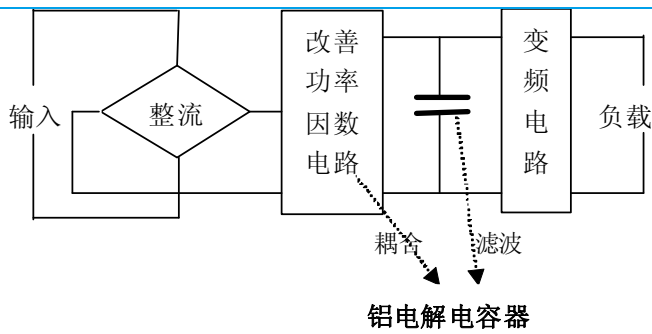 输入
整流
改善
功率
因数
电路
变
频
电
路
负载
耦合
滤波
铝电解电容器